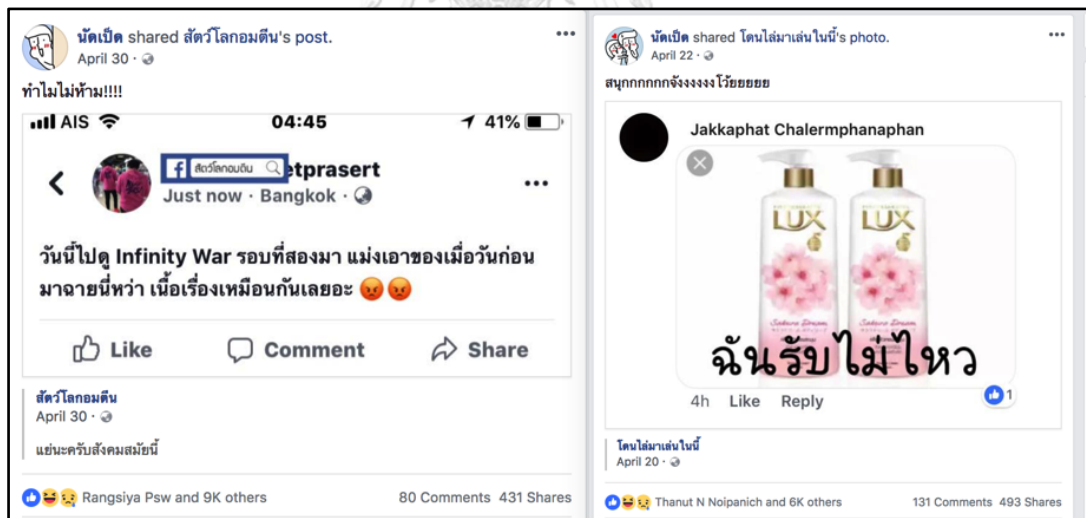 นัดเป็ด shared สัตว์โลกอมตีน's post.
April 30
ทำไมไม่ห้าม!!!!
AIS 04:45 41%
สัตว์โลกอมตีน etprasert
Just now · Bangkok ·
วันนี้ไปดู Infinity War รอบที่สองมา แม่งเอาของเมื่อวันก่อน
มาฉายนี่หว่า เนื้อเรื่องเหมือนกันเลยอะ 😡😡
Like Comment Share
สัตว์โลกอมตีน
April 30
แย่นะครับสังคมสมัยนี้
Rangsiya Psw and 9K others 80 Comments 431 Shares
นัดเป็ด shared โดนไล่มาเล่นในนี้'s photo.
April 22
สนุกกกกกกจังงงงงงโว้ยยยยย
Jakkaphat Chalermphanaphan
LUX LUX
Sakura Dream Sakura Dream
ฉันรับไม่ไหว
4h Like Reply 1
โดนไล่มาเล่นในนี้
April 20
Thanut N Noipanich and 6K others 131 Comments 493 Shares